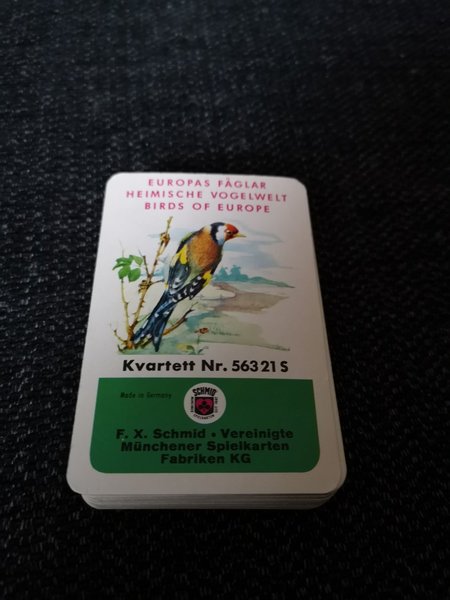 EUROPAS FÅGLAR
HEIMISCHE VOGELWELT
BIRDS OF EUROPE
Kvartett Nr. 56321 S
Made in Germany
SCHMID
F. X. Schmid • Vereinigte
Münchener Spielkarten
Fabriken KG